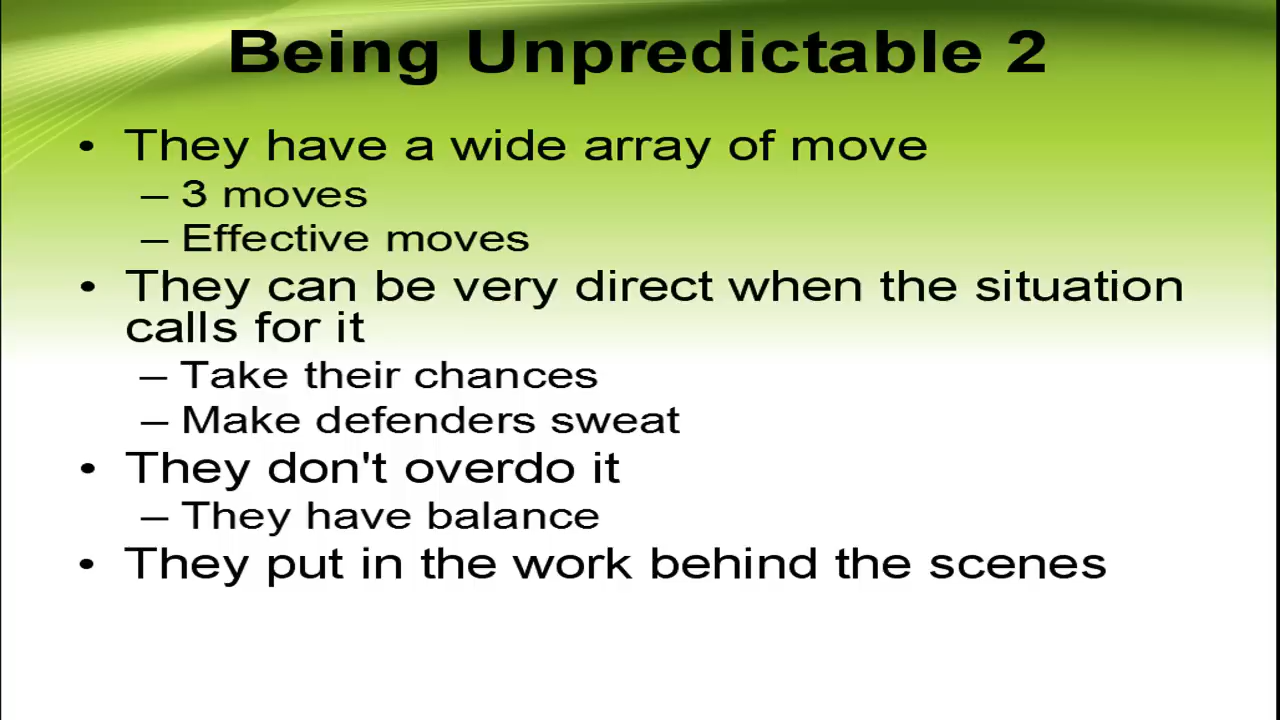 Being Unpredictable 2
• They have a wide array of move
– 3 moves
– Effective moves
• They can be very direct when the situation
calls for it
– Take their chances
– Make defenders sweat
• They don't overdo it
– They have balance
• They put in the work behind the scenes